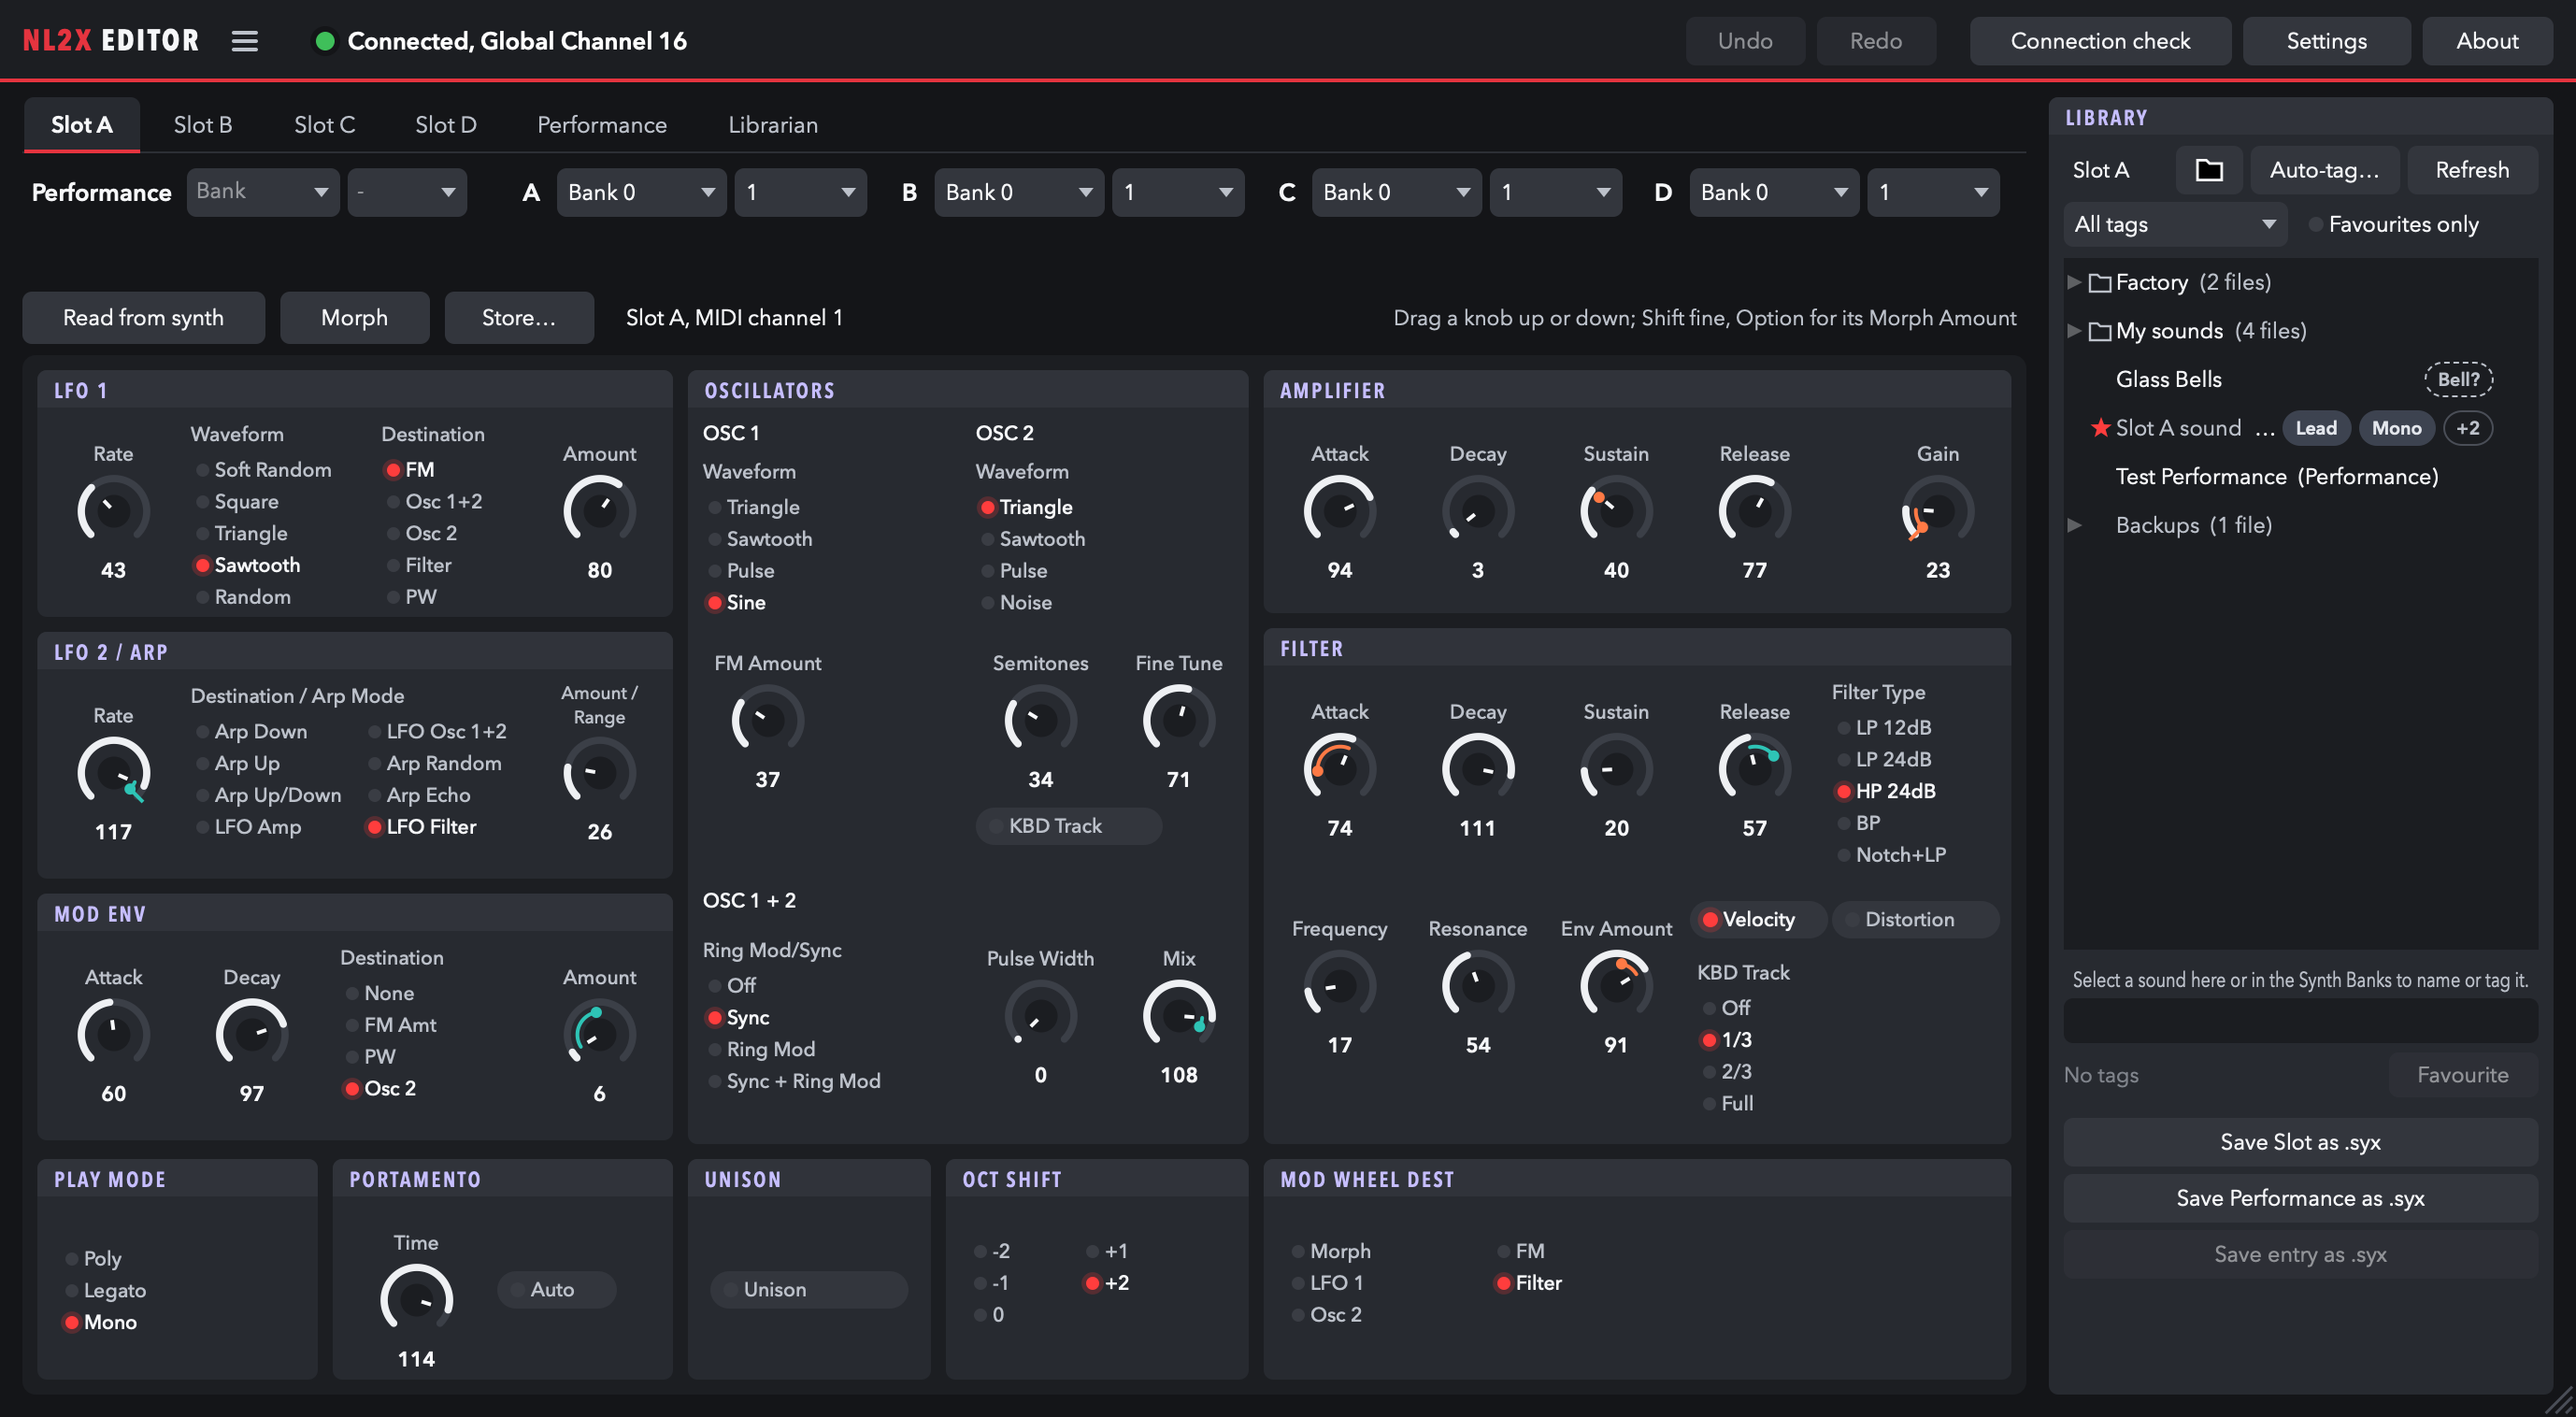 NL2X EDITOR
Connected, Global Channel 16
Undo
Redo
Connection check
Settings
About
Slot A
Slot B
Slot C
Slot D
Performance
Librarian
Performance
Bank
-
A
Bank 0
1
B
Bank 0
1
C
Bank 0
1
D
Bank 0
1
Read from synth
Morph
Store...
Slot A, MIDI channel 1
Drag a knob up or down; Shift fine, Option for its Morph Amount
LFO 1
Rate
43
Waveform
Soft Random
Square
Triangle
Sawtooth
Random
Destination
FM
Osc 1+2
Osc 2
Filter
PW
Amount
80
LFO 2 / ARP
Rate
117
Destination / Arp Mode
Arp Down
Arp Up
Arp Up/Down
LFO Amp
LFO Osc 1+2
Arp Random
Arp Echo
LFO Filter
Amount /
Range
26
MOD ENV
Attack
60
Decay
97
Destination
None
FM Amt
PW
Osc 2
Amount
6
OSCILLATORS
OSC 1
Waveform
Triangle
Sawtooth
Pulse
Sine
OSC 2
Waveform
Triangle
Sawtooth
Pulse
Noise
FM Amount
37
Semitones
34
Fine Tune
71
KBD Track
OSC 1 + 2
Ring Mod/Sync
Off
Sync
Ring Mod
Sync + Ring Mod
Pulse Width
0
Mix
108
AMPLIFIER
Attack
94
Decay
3
Sustain
40
Release
77
Gain
23
FILTER
Attack
74
Decay
111
Sustain
20
Release
57
Filter Type
LP 12dB
LP 24dB
HP 24dB
BP
Notch+LP
Frequency
17
Resonance
54
Env Amount
91
Velocity
Distortion
KBD Track
Off
1/3
2/3
Full
PLAY MODE
Poly
Legato
Mono
PORTAMENTO
Time
114
Auto
UNISON
Unison
OCT SHIFT
-2
-1
0
+1
+2
MOD WHEEL DEST
Morph
LFO 1
Osc 2
FM
Filter
LIBRARY
Slot A
Auto-tag...
Refresh
All tags
Favourites only
Factory (2 files)
My sounds (4 files)
Glass Bells
Bell?
Slot A sound ...
Lead
Mono
+2
Test Performance (Performance)
Backups (1 file)
Select a sound here or in the Synth Banks to name or tag it.
No tags
Favourite
Save Slot as .syx
Save Performance as .syx
Save entry as .syx